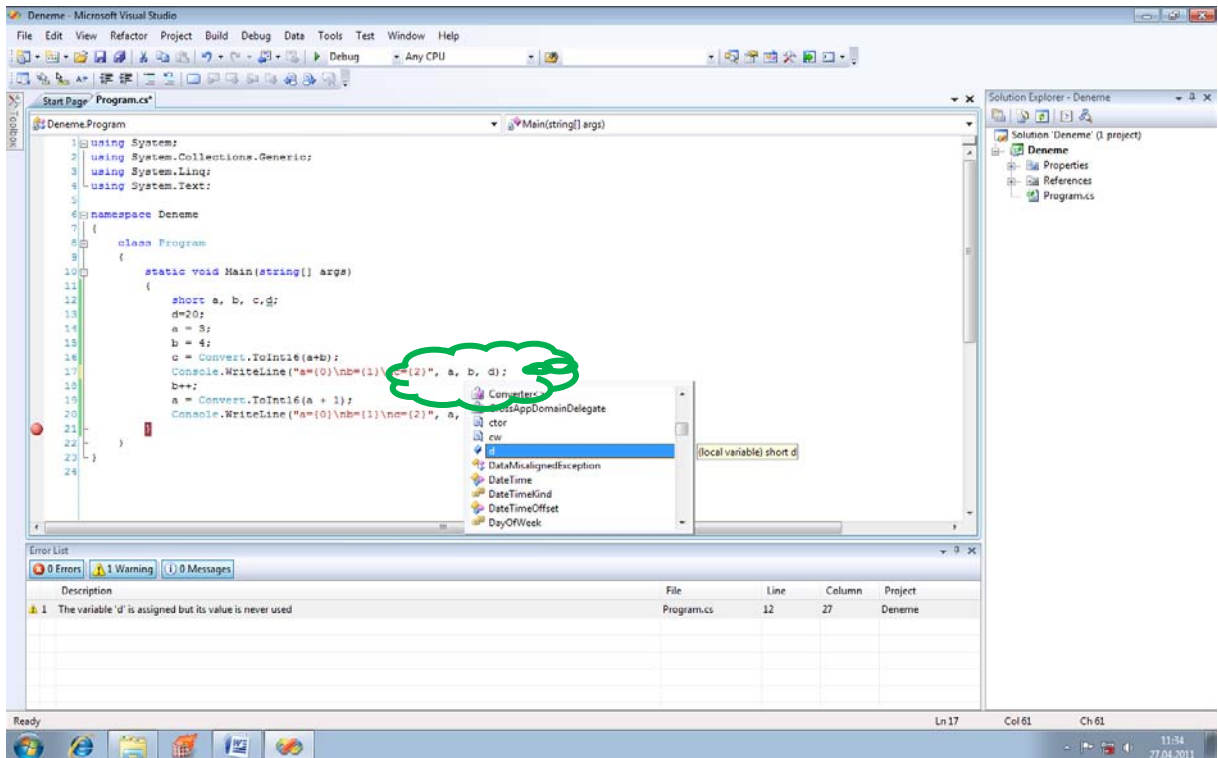 Deneme - Microsoft Visual Studio
File Edit View Refactor Project Build Debug Data Tools Test Window Help
Debug Any CPU
Toolbox
Start Page Program.cs*
Deneme.Program Main(string[] args)
1 using System;
2 using System.Collections.Generic;
3 using System.Linq;
4 using System.Text;
5
6 namespace Deneme
7 {
8 class Program
9 {
10 static void Main(string[] args)
11 {
12 short a, b, c,d;
13 d=20;
14 a = 3;
15 b = 4;
16 c = Convert.ToInt16(a+b);
17 Console.WriteLine("a={0}\nb={1}\nc={2}", a, b, d);
18 b++;
19 a = Convert.ToInt16(a + 1);
20 Console.WriteLine("a={0}\nb={1}\nc={2}", a,
21 }
22 }
23 }
24
Converter<>
CrossAppDomainDelegate
ctor
cw
d
DataMisalignedException
DateTime
DateTimeKind
DateTimeOffset
DayOfWeek
(local variable) short d
Solution Explorer - Deneme
Solution 'Deneme' (1 project)
Deneme
Properties
References
Program.cs
Error List
0 Errors 1 Warning 0 Messages
Description File Line Column Project
1 The variable 'd' is assigned but its value is never used Program.cs 12 27 Deneme
Ready Ln 17 Col 61 Ch 61
11:34
27.04.2011